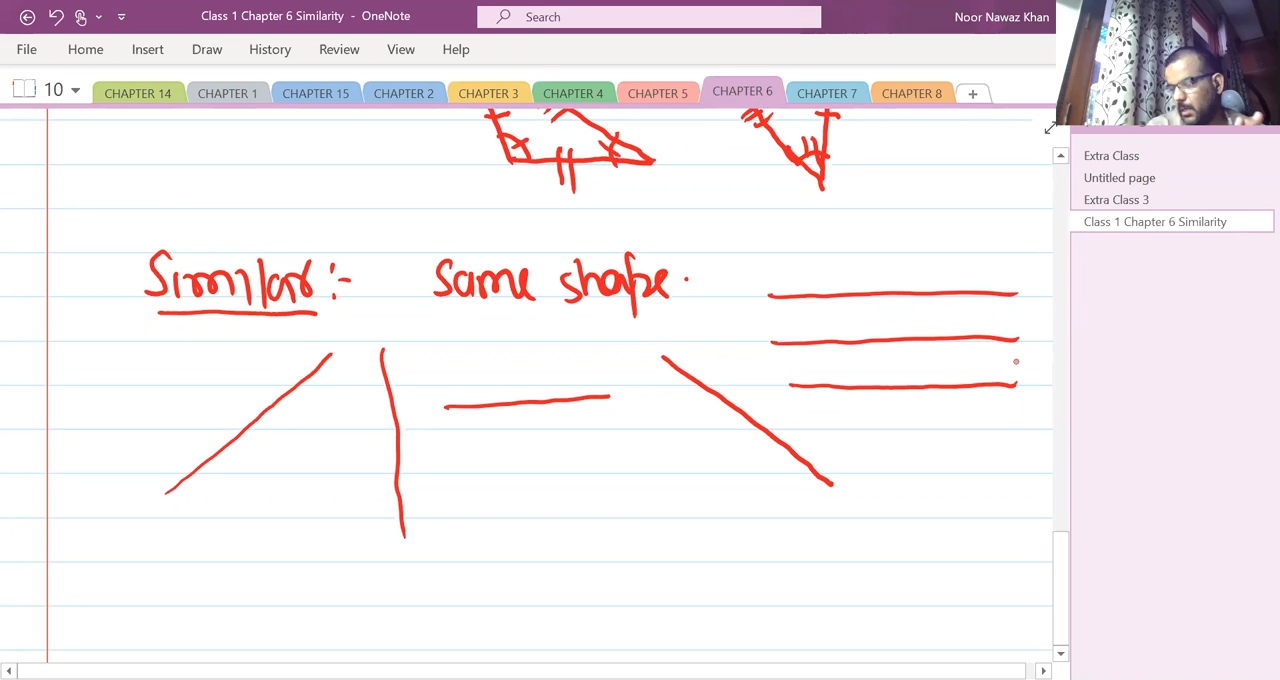 Class 1 Chapter 6 Similarity - OneNote
Search
Noor Nawaz Khan
File Home Insert Draw History Review View Help
10 CHAPTER 14 CHAPTER 1 CHAPTER 15 CHAPTER 2 CHAPTER 3 CHAPTER 4 CHAPTER 5 CHAPTER 6 CHAPTER 7 CHAPTER 8 +
Extra Class
Untitled page
Extra Class 3
Class 1 Chapter 6 Similarity
Similar :- Same shape.